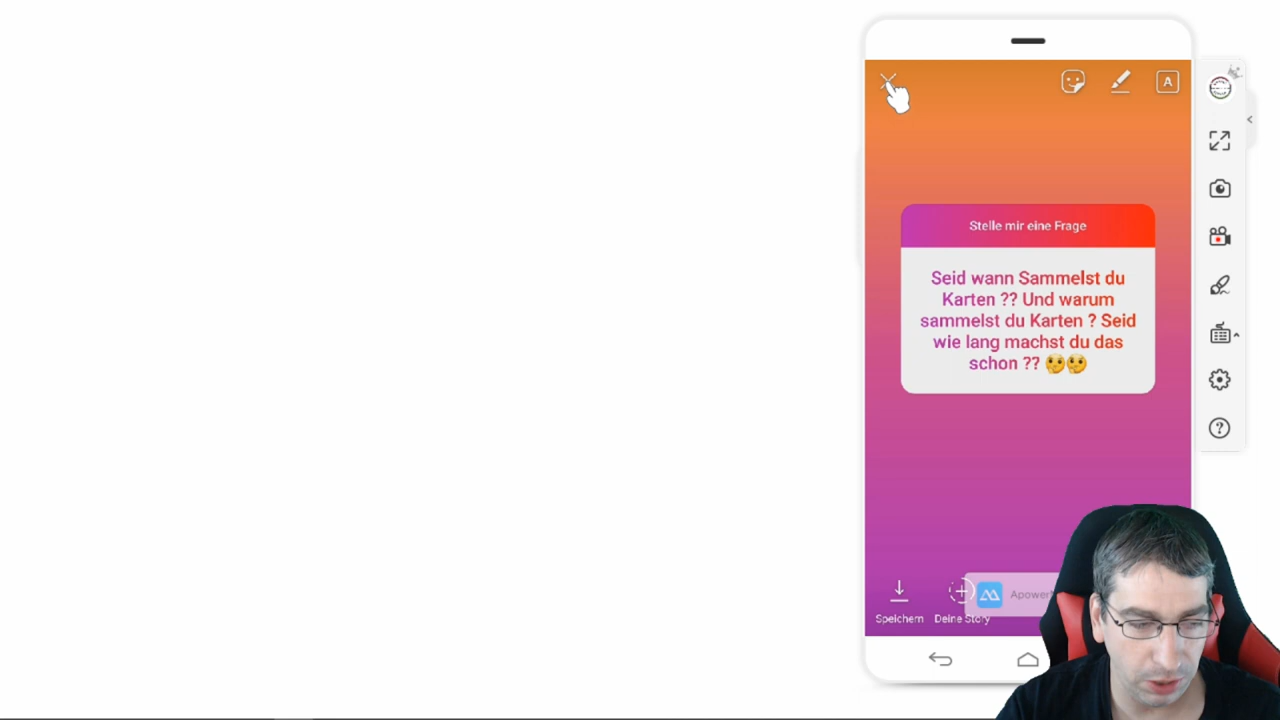 A
Stelle mir eine Frage
Seid wann Sammelst du
Karten ?? Und warum
sammelst du Karten ? Seid
wie lang machst du das
schon ?? 🤔🤔
Speichern
Deine Story